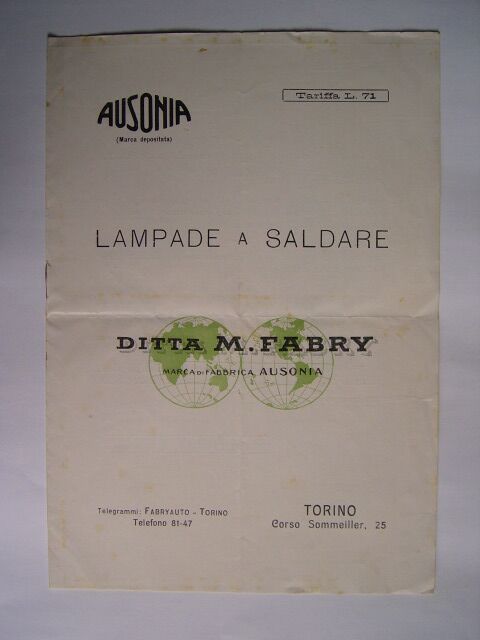 AUSONIA
(Marca depositata)
Tariffa L. 71
LAMPADE A SALDARE
DITTA M. FABRY
MARCA DI FABBRICA AUSONIA
Telegrammi: FABRYAUTO - TORINO
Telefono 81-47
TORINO
Corso Sommeiller, 25